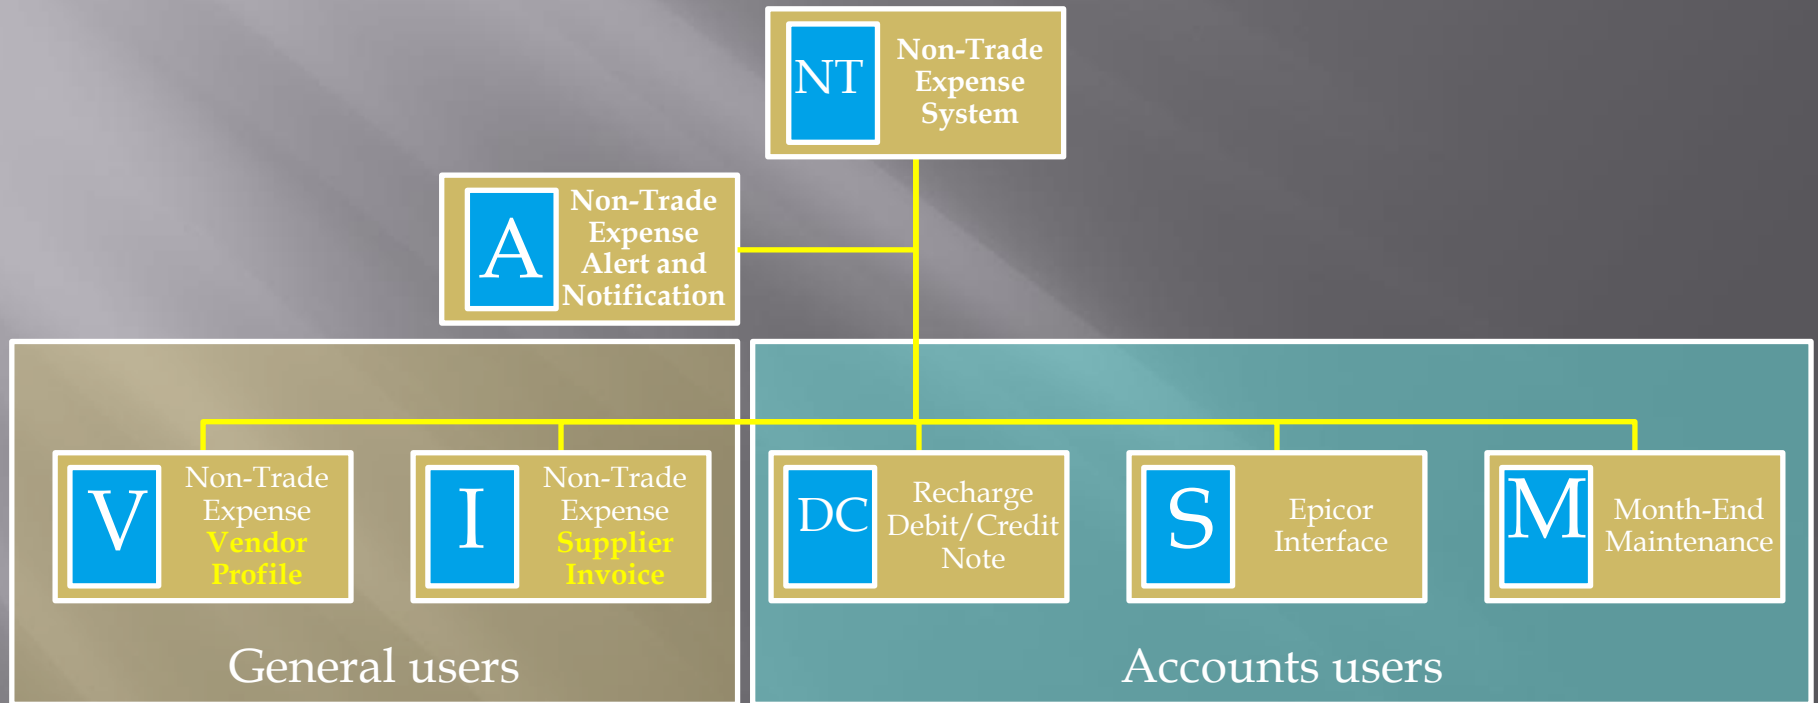 NT
Non-Trade
Expense
System
A
Non-Trade
Expense
Alert and
Notification
V
Non-Trade
Expense
Vendor
Profile
I
Non-Trade
Expense
Supplier
Invoice
DC
Recharge
Debit/Credit
Note
S
Epicor
Interface
M
Month-End
Maintenance
General users
Accounts users